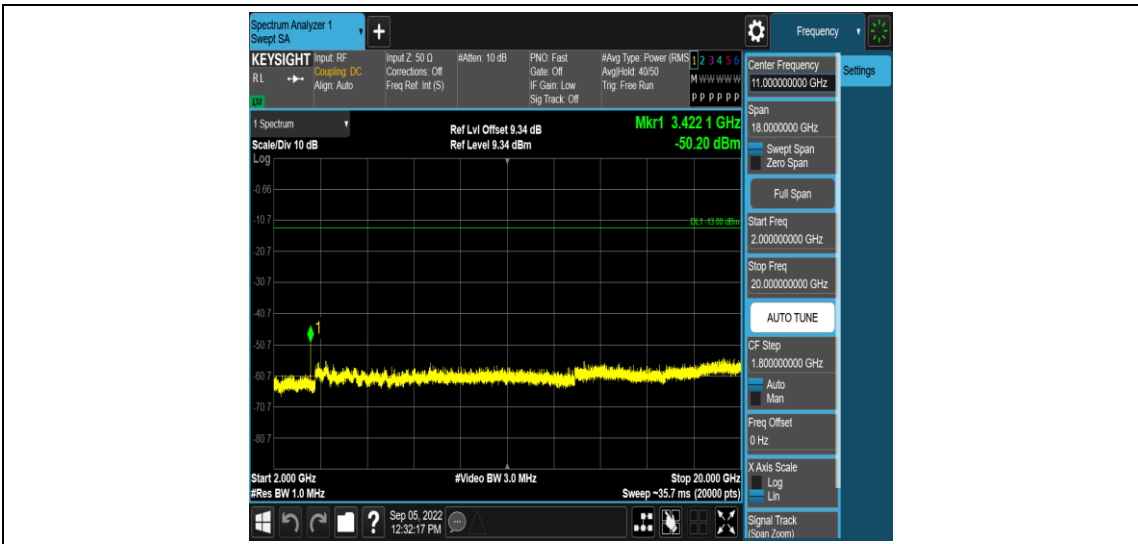 Spectrum Analyzer 1
Swept SA
Frequency
KEYSIGHT
RL
LXI
Input: RF
Coupling: DC
Align: Auto
Input Z: 50 Ω
Corrections: Off
Freq Ref: Int (S)
#Atten: 10 dB
PNO: Fast
Gate: Off
IF Gain: Low
Sig Track: Off
#Avg Type: Power (RMS
Avg|Hold: 40/50
Trig: Free Run
1 2 3 4 5 6
M W W W W W
P P P P P P
1 Spectrum
Scale/Div 10 dB
Log
Ref Lvl Offset 9.34 dB
Ref Level 9.34 dBm
Mkr1 3.422 1 GHz
-50.20 dBm
-0.66
-10.7
DL1 -13.00 dBm
-20.7
-30.7
-40.7
1
-50.7
-60.7
-70.7
-80.7
Start 2.000 GHz
#Video BW 3.0 MHz
Stop 20.000 GHz
#Res BW 1.0 MHz
Sweep ~35.7 ms (20000 pts)
Sep 05, 2022
12:32:17 PM
Center Frequency
11.000000000 GHz
Settings
Span
18.0000000 GHz
Swept Span
Zero Span
Full Span
Start Freq
2.000000000 GHz
Stop Freq
20.000000000 GHz
AUTO TUNE
CF Step
1.800000000 GHz
Auto
Man
Freq Offset
0 Hz
X Axis Scale
Log
Lin
Signal Track
(Span Zoom)